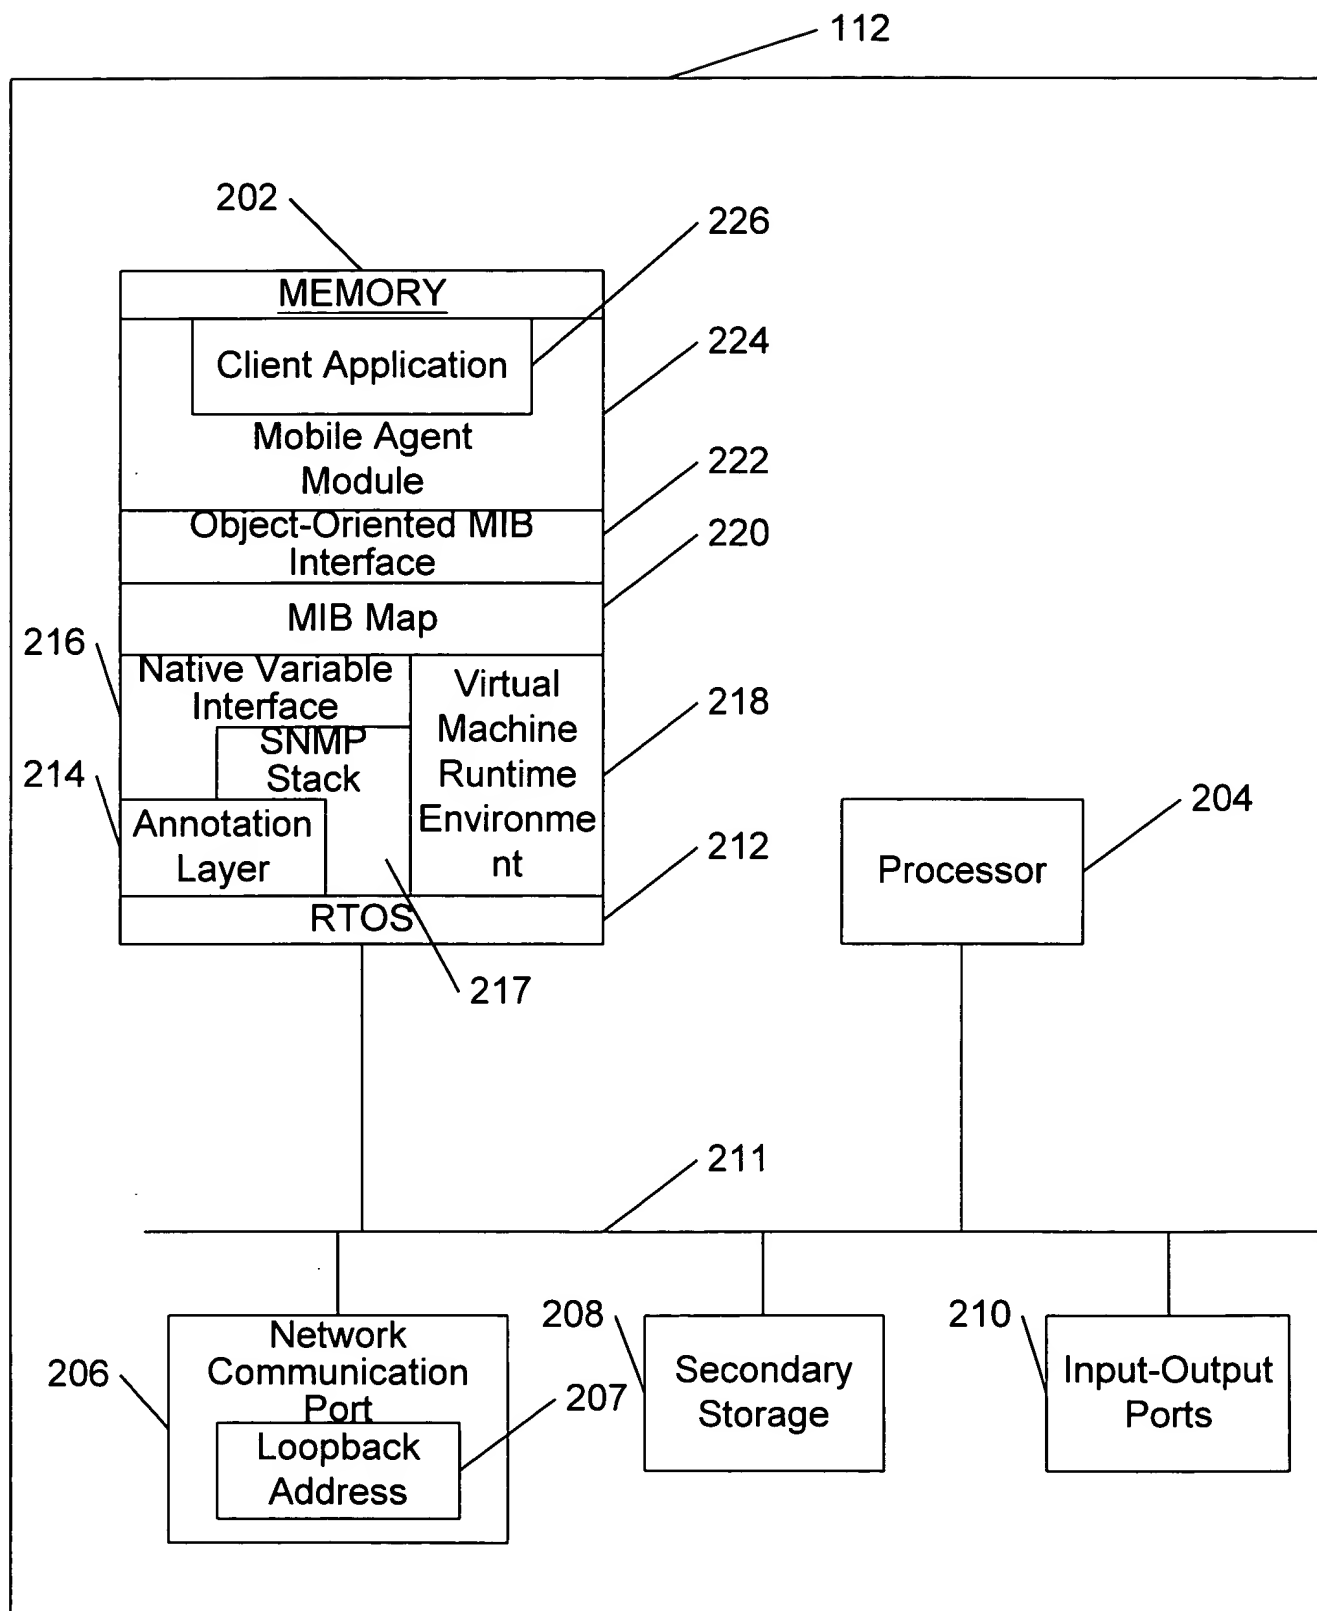 112
202
226
MEMORY
Client Application
224
Mobile Agent
Module
222
Object-Oriented MIB
Interface
220
MIB Map
216
Native Variable
Interface
Virtual
Machine
Runtime
Environme
nt
218
SNMP
Stack
214
Annotation
Layer
204
Processor
212
RTOS
217
211
208
210
Network
Communication
Port
206
207
Secondary
Storage
Input-Output
Ports
Loopback
Address